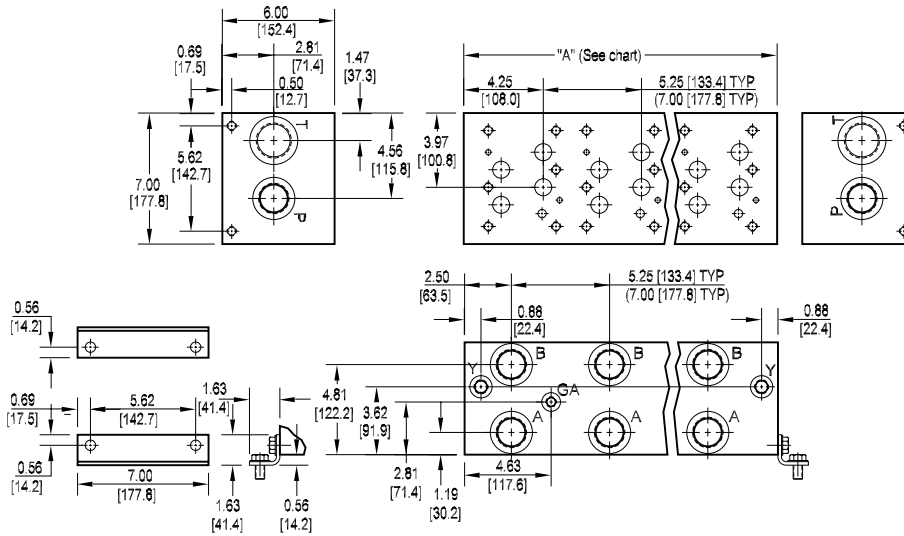 6.00
[152.4]
0.69
[17.5]
2.81
[71.4]
1.47
[37.3]
0.50
[12.7]
T
P
5.62
[142.7]
7.00
[177.8]
4.56
[115.8]
"A" (See chart)
4.25
[108.0]
5.25 [133.4] TYP
(7.00 [177.8] TYP)
3.97
[100.8]
T
P
0.56
[14.2]
0.69
[17.5]
5.62
[142.7]
0.56
[14.2]
7.00
[177.8]
1.63
[41.4]
1.63
[41.4]
0.56
[14.2]
2.50
[63.5]
5.25 [133.4] TYP
(7.00 [177.8] TYP)
0.88
[22.4]
0.88
[22.4]
B
B
B
Y
Y
GA
A
A
A
4.81
[122.2]
3.62
[91.9]
2.81
[71.4]
1.19
[30.2]
4.63
[117.6]